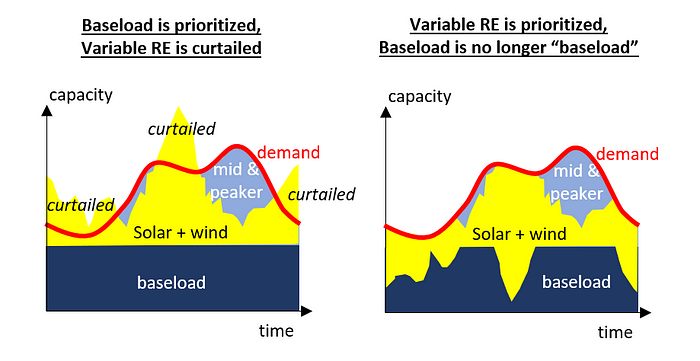 Baseload is prioritized,
Variable RE is curtailed
capacity
curtailed
demand
mid &
peaker
curtailed
curtailed
Solar + wind
baseload
time
Variable RE is prioritized,
Baseload is no longer “baseload”
capacity
demand
mid &
peaker
Solar + wind
baseload
time